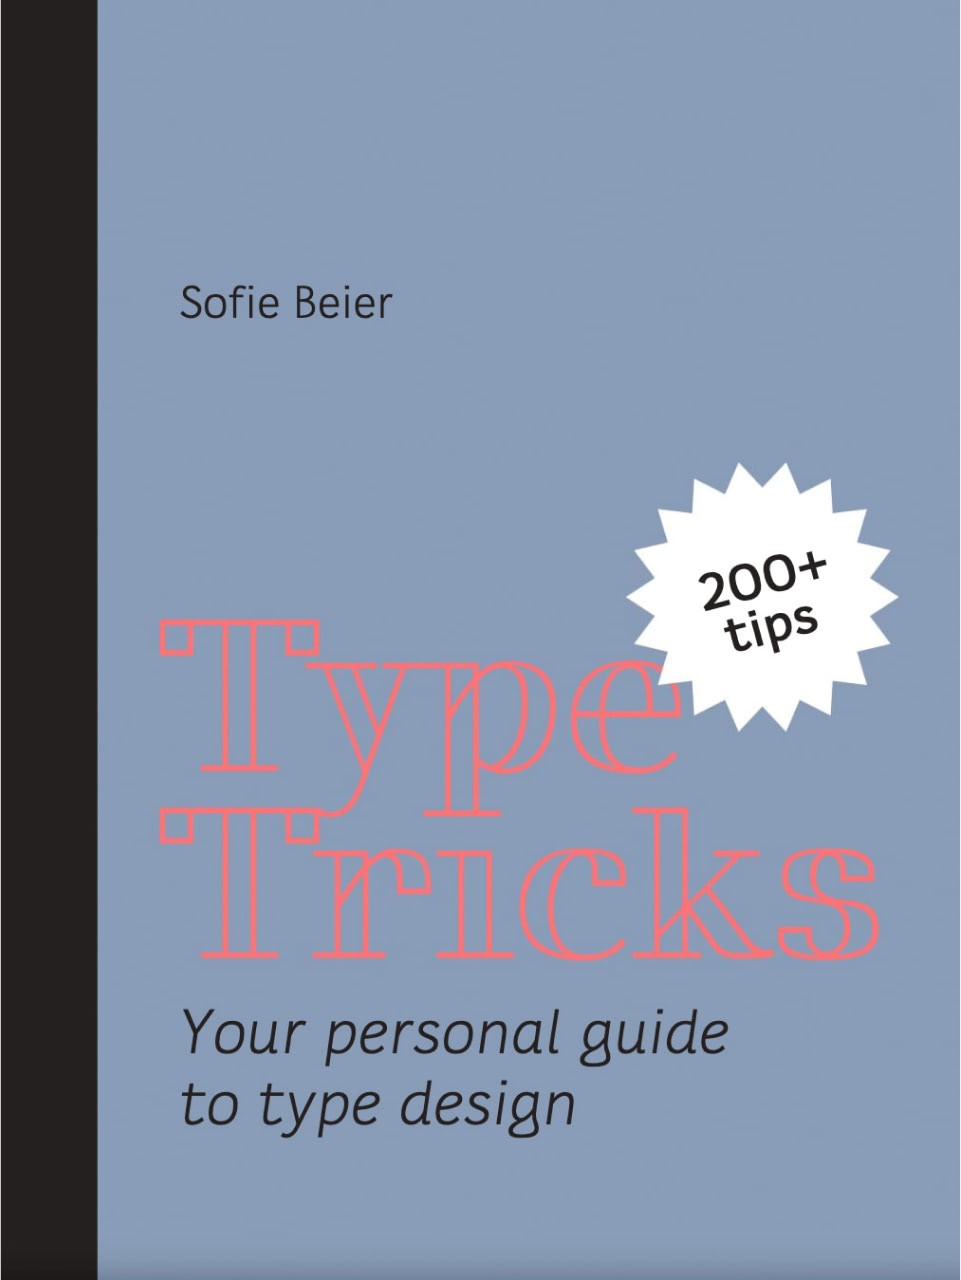 Sofie Beier
200+
tips
Type
Tricks
Your personal guide
to type design